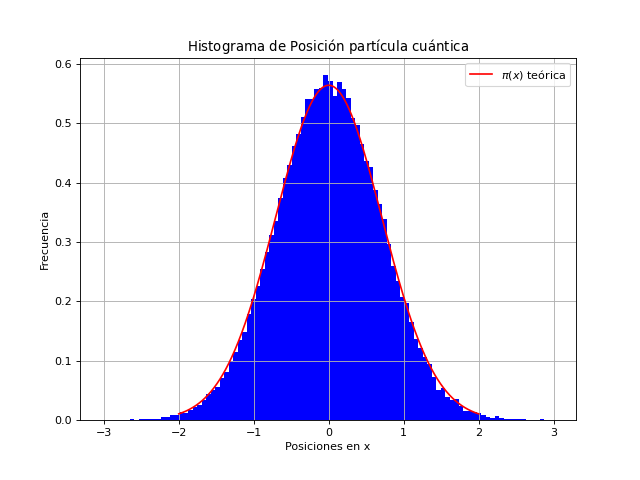 Histograma de Posición partícula cuántica
π(x) teórica
Frecuencia
0.6
0.5
0.4
0.3
0.2
0.1
0.0
−3 −2 −1 0 1 2 3
Posiciones en x